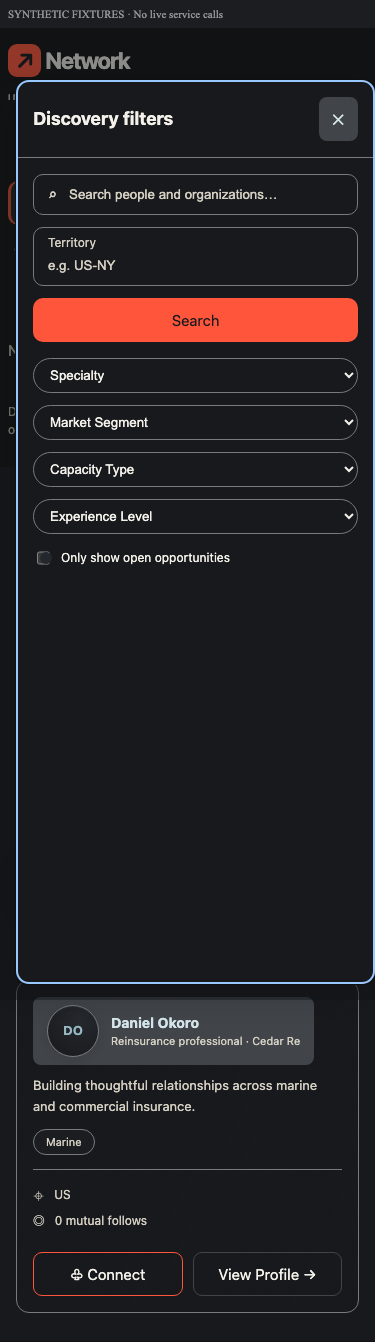 SYNTHETIC FIXTURES · No live service calls
Network
Discovery filters
Search people and organizations...
Territory
e.g. US-NY
Search
Specialty
Market Segment
Capacity Type
Experience Level
Only show open opportunities
DO
Daniel Okoro
Reinsurance professional · Cedar Re
Building thoughtful relationships across marine
and commercial insurance.
Marine
US
0 mutual follows
Connect
View Profile →